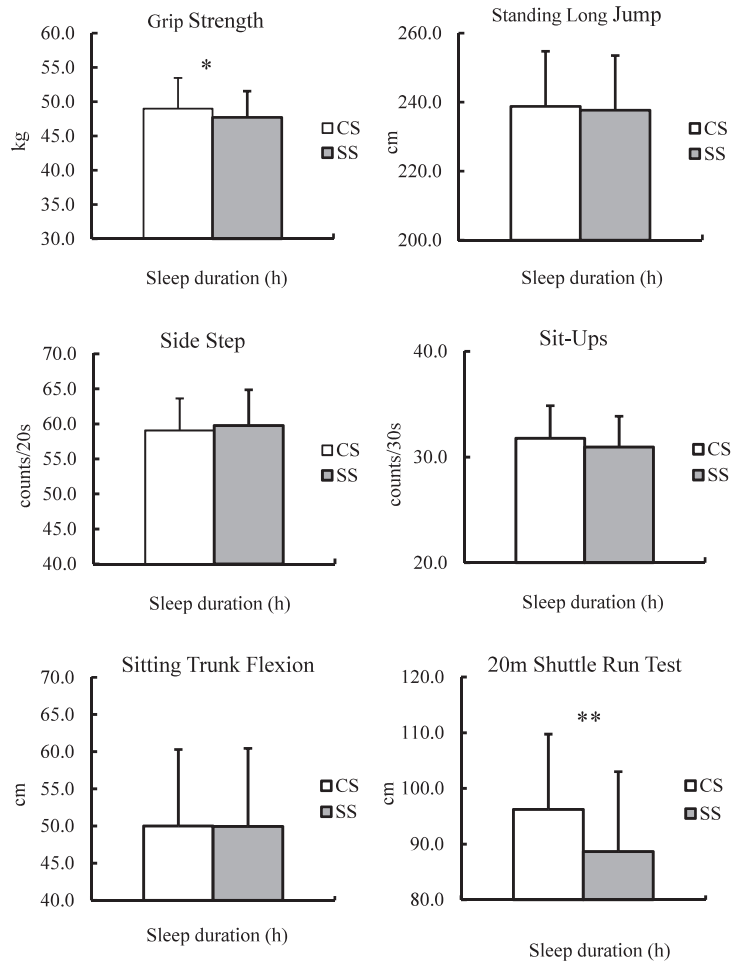 Grip Strength
60.0
55.0
50.0
45.0
40.0
35.0
30.0
kg
*
CS
SS
Sleep duration (h)
Standing Long Jump
260.0
240.0
220.0
200.0
cm
CS
SS
Sleep duration (h)
Side Step
70.0
65.0
60.0
55.0
50.0
45.0
40.0
counts/20s
CS
SS
Sleep duration (h)
Sit-Ups
40.0
30.0
20.0
counts/30s
CS
SS
Sleep duration (h)
Sitting Trunk Flexion
70.0
65.0
60.0
55.0
50.0
45.0
40.0
cm
CS
SS
Sleep duration (h)
20m Shuttle Run Test
120.0
110.0
100.0
90.0
80.0
cm
**
CS
SS
Sleep duration (h)